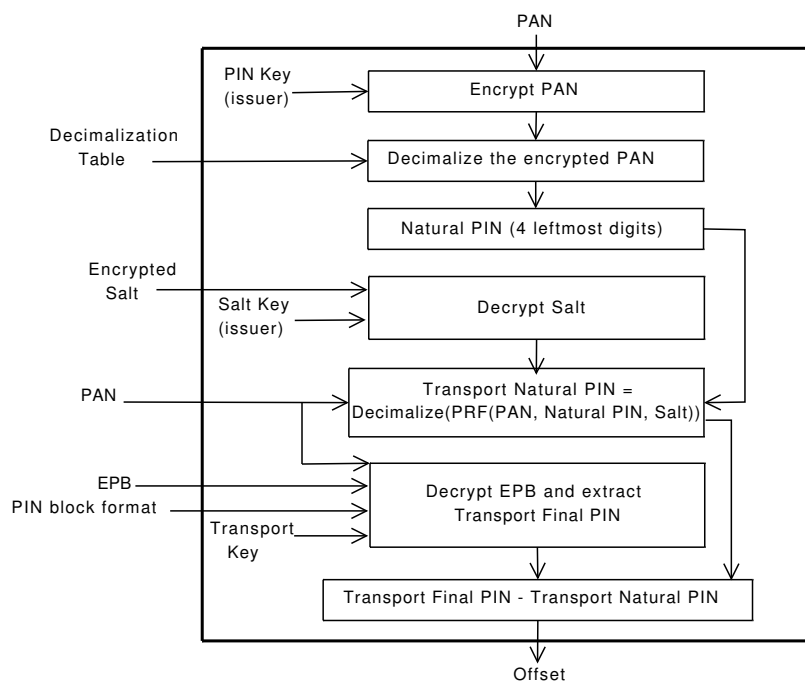 PAN
PIN Key
(issuer)
Encrypt PAN
Decimalization
Table
Decimalize the encrypted PAN
Natural PIN (4 leftmost digits)
Encrypted
Salt
Salt Key
(issuer)
Decrypt Salt
PAN
Transport Natural PIN =
Decimalize(PRF(PAN, Natural PIN, Salt))
EPB
PIN block format
Transport
Key
Decrypt EPB and extract
Transport Final PIN
Transport Final PIN - Transport Natural PIN
Offset